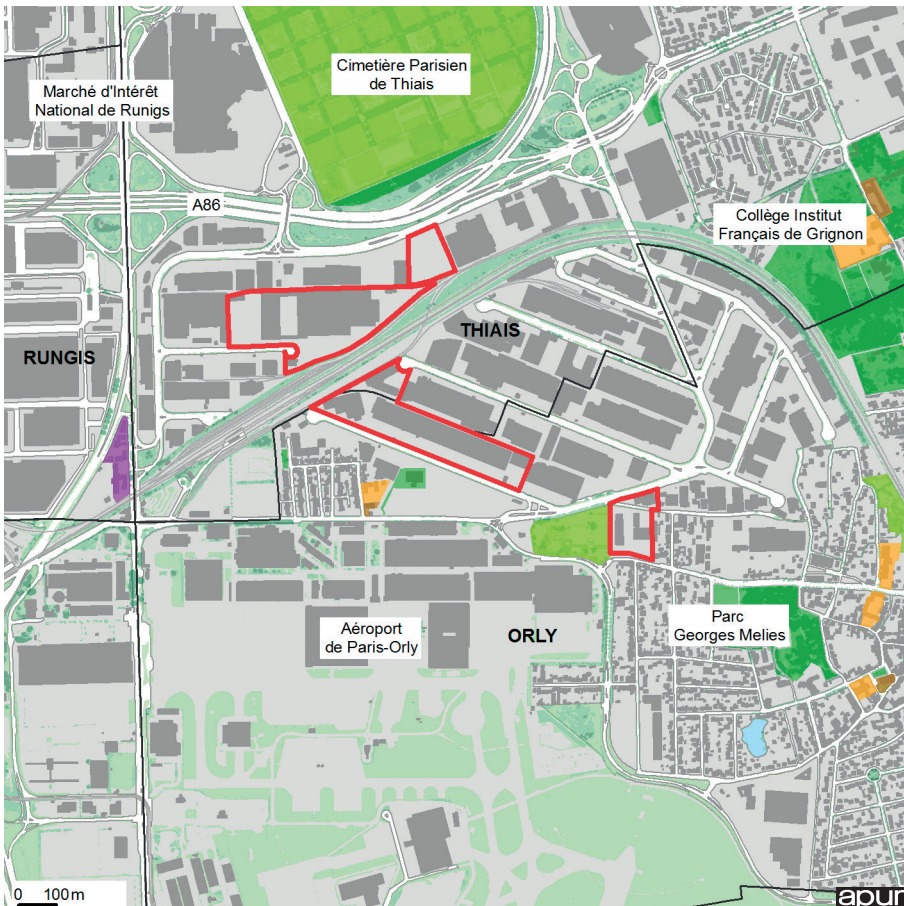 Cimetière Parisien
de Thiais
Marché d'Intérêt
National de Runigs
A86
Collège Institut
Français de Grignon
THIAIS
RUNGIS
Parc
Georges Melies
Aéroport
de Paris-Orly
ORLY
0 100 m
apur